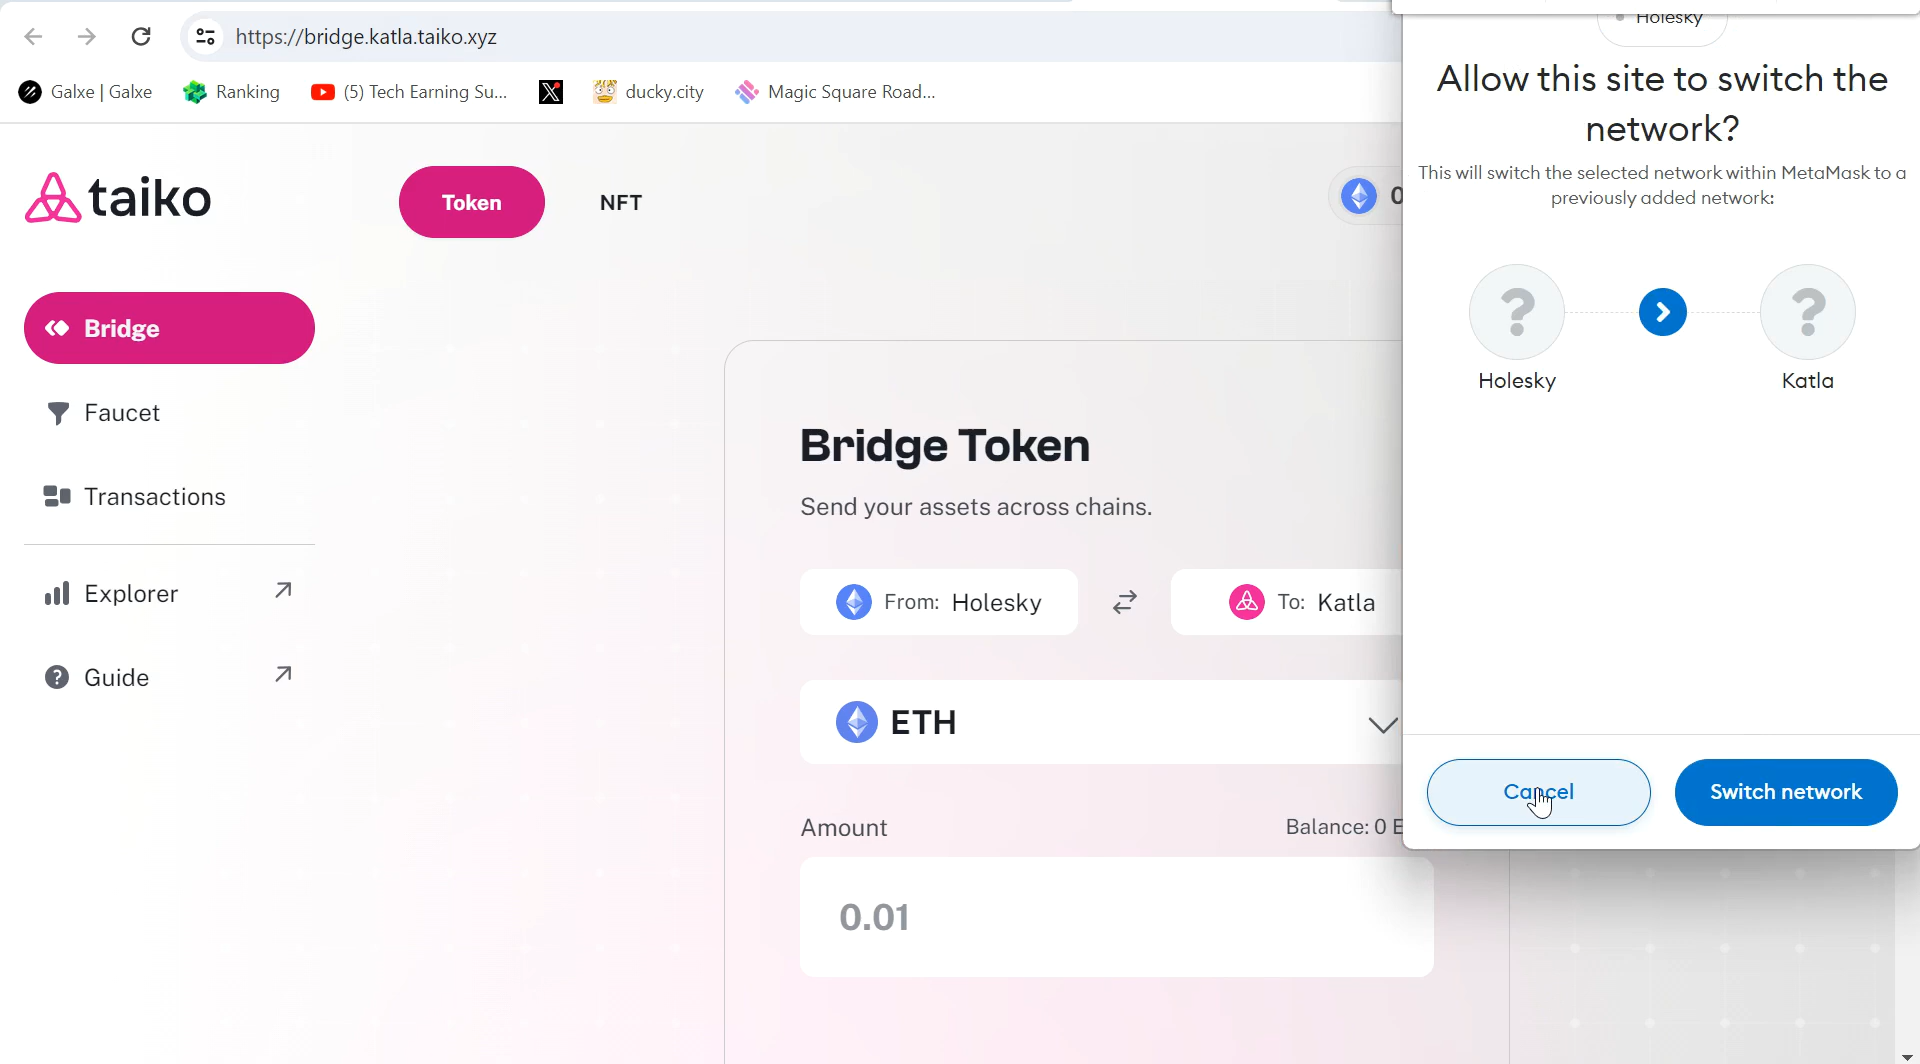 https://bridge.katla.taiko.xyz
Galxe | Galxe
Ranking
(5) Tech Earning Su...
ducky.city
Magic Square Road...
taiko
Token
NFT
0
Bridge
Faucet
Transactions
Explorer
Guide
Bridge Token
Send your assets across chains.
From: Holesky
To: Katla
ETH
Amount
Balance: 0 E
0.01
Holesky
Allow this site to switch the
network?
This will switch the selected network within MetaMask to a
previously added network:
?
?
Holesky
Katla
Cancel
Switch network